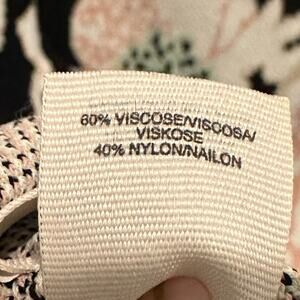 60% VISCOSE/VISCOSA/
VISKOSE
40% NYLON/NAILON